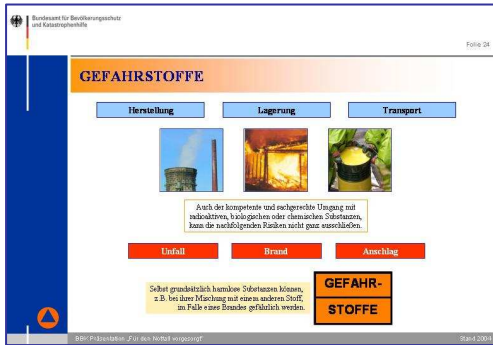 Bundesamt für Bevölkerungsschutz
und Katastrophenhilfe
Folie 24
GEFAHRSTOFFE
Herstellung
Lagerung
Transport
Auch der kompetente und sachgerechte Umgang mit
radioaktiven, biologischen oder chemischen Substanzen,
kann die nachfolgenden Risiken nicht ganz ausschließen.
Unfall
Brand
Anschlag
Selbst grundsätzlich harmlose Substanzen können,
z.B. bei ihrer Mischung mit einem anderen Stoff,
im Falle eines Brandes gefährlich werden.
GEFAHR-
STOFFE
BBK Präsentation „Für den Notfall vorgesorgt"
Stand 2004